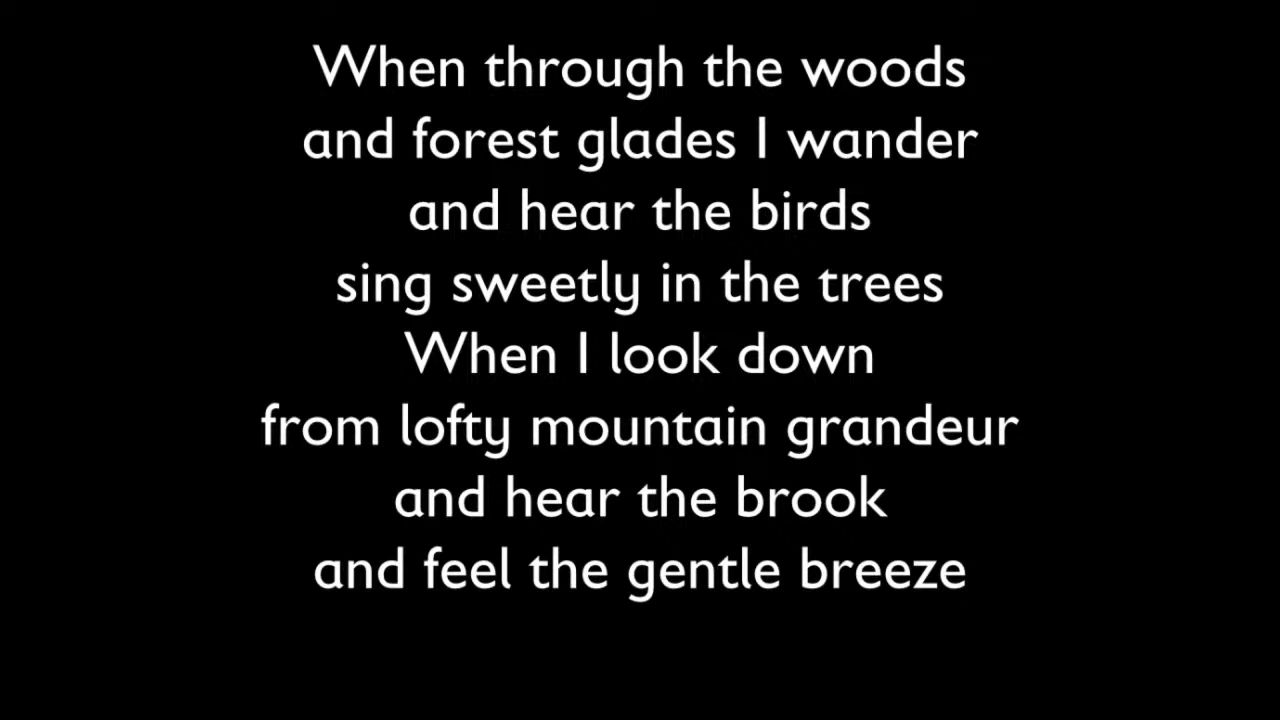 When through the woods
and forest glades I wander
and hear the birds
sing sweetly in the trees
When I look down
from lofty mountain grandeur
and hear the brook
and feel the gentle breeze